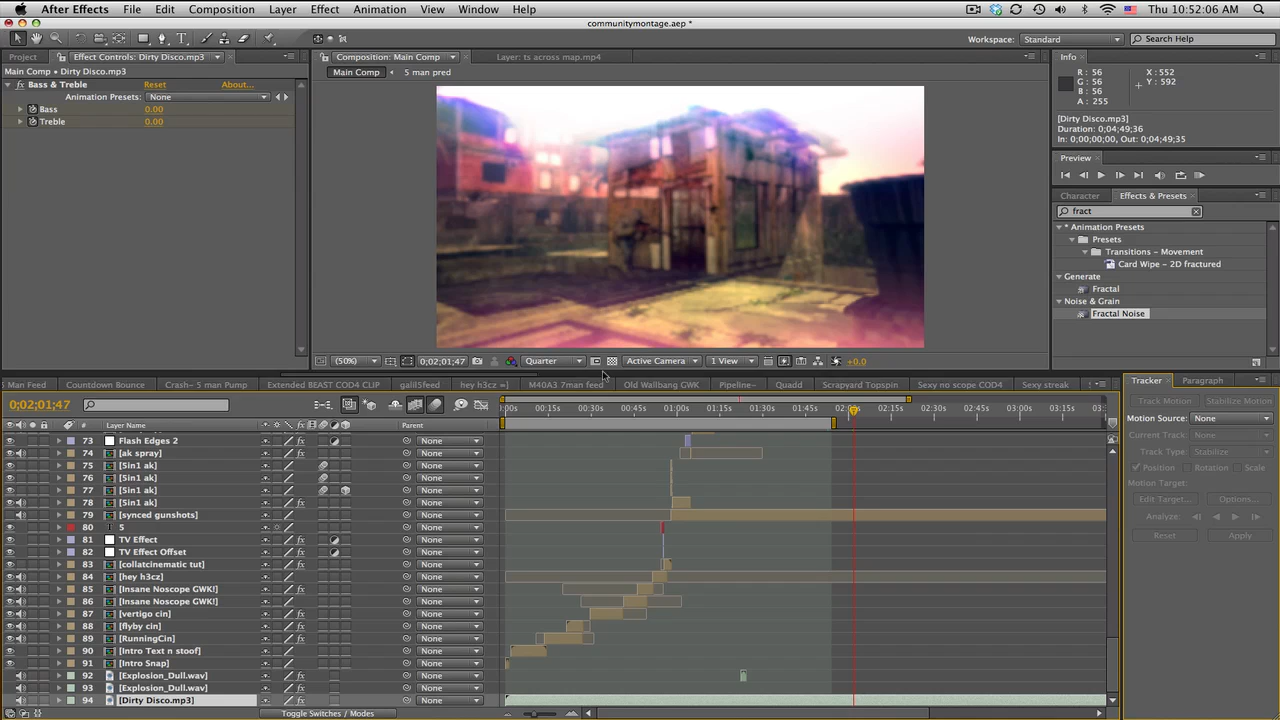 After Effects File Edit Composition Layer Effect Animation View Window Help Thu 10:52:06 AM
communitymontage.aep *
Workspace: Standard Search Help
Project Effect Controls: Dirty Disco.mp3 Composition: Main Comp Layer: ts across map.mp4 Info
Main Comp • Dirty Disco.mp3 Main Comp 5 man pred
Bass & Treble Reset About...
Animation Presets: None
Bass 0.00
Treble 0.00
R : 56 X : 552
G : 56 Y : 592
B : 56
A : 255
[Dirty Disco.mp3]
Duration: 0;04;49;36
In: 0;00;00;00, Out: 0;04;49;35
Preview
Character Effects & Presets
fract
* Animation Presets
Presets
Transitions – Movement
Card Wipe – 2D fractured
Generate
Fractal
Noise & Grain
Fractal Noise
(50%) 0;02;01;47 Quarter Active Camera 1 View +0.0
M Feed Countdown Bounce Crash– 5 man Pump Extended BEAST COD4 CLIP galil5feed hey h3cz =] M40A3 7man feed Old Wallbang GWK Pipeline– Quadd Scrapyard Topspin Sexy no scope COD4 Sexy streak
Tracker Paragraph
0;02;01;47
:00s 00:15s 00:30s 00:45s 01:00s 01:15s 01:30s 01:45s 02:0 02:15s 02:30s 02:45s 03:00s 03:15s 03:
# Layer Name Parent
73 Flash Edges 2 None
74 [ak spray] None
75 [5in1 ak] None
76 [5in1 ak] None
77 [5in1 ak] None
78 [5in1 ak] None
79 [synced gunshots] None
80 5 None
81 TV Effect None
82 TV Effect Offset None
83 [collatcinematic tut] None
84 [hey h3cz] None
85 [Insane Noscope GWK!] None
86 [Insane Noscope GWK!] None
87 [vertigo cin] None
88 [flyby cin] None
89 [RunningCin] None
90 [Intro Text n stoof] None
91 [Intro Snap] None
92 [Explosion_Dull.wav] None
93 [Explosion_Dull.wav] None
94 [Dirty Disco.mp3] None
Toggle Switches / Modes
Track Motion Stabilize Motion
Motion Source: None
Current Track: None
Track Type: Stabilize
Position Rotation Scale
Motion Target:
Edit Target... Options...
Analyze:
Reset Apply